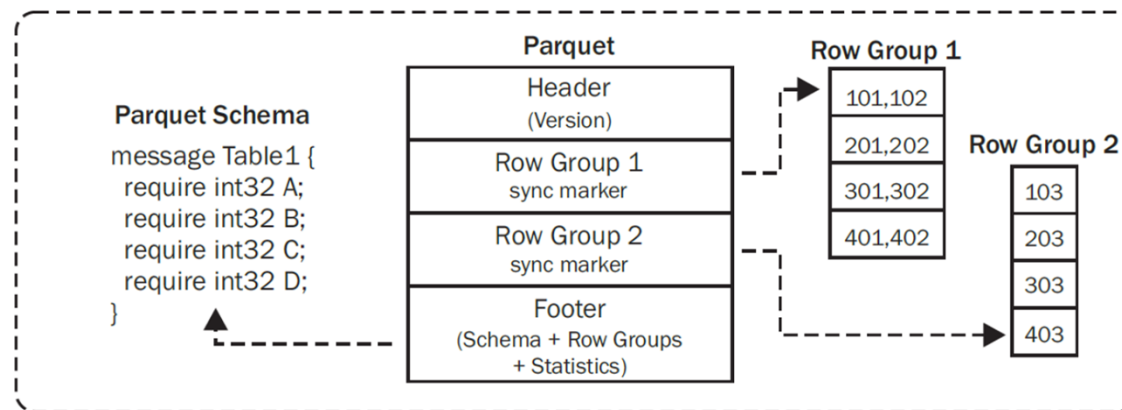 Parquet Schema
message Table1 {
require int32 A;
require int32 B;
require int32 C;
require int32 D;
}
Parquet
Header
(Version)
Row Group 1
sync marker
Row Group 2
sync marker
Footer
(Schema + Row Groups
+ Statistics)
Row Group 1
101,102
201,202
301,302
401,402
Row Group 2
103
203
303
403